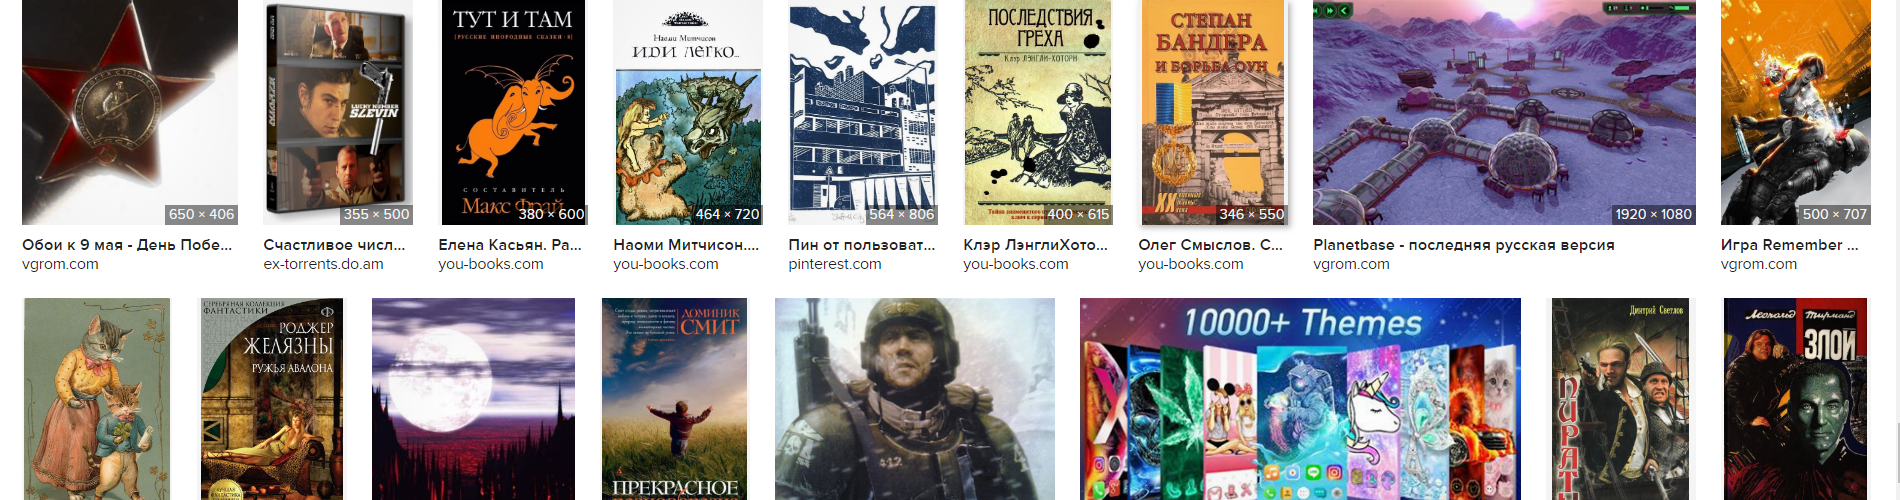 650 × 406
Обои к 9 мая - День Побе...
vgrom.com
LUCKY NUMBER
SLEVIN
355 × 500
Счастливое числ...
ex-torrents.do.am
ТУТ И ТАМ
[РУССКИЕ ИНОРОДНЫЕ СКАЗКИ - 8]
СОСТАВИТЕЛЬ
Макс Фрай
380 × 600
Елена Касьян. Ра...
you-books.com
Наоми Митчисон
ИДИ ЛЕГКО...
464 × 720
Наоми Митчисон....
you-books.com
564 × 806
Пин от пользоват...
pinterest.com
ПОСЛЕДСТВИЯ
ГРЕХА
Клэр ЛЭНГЛИ-ХОТОРН
400 × 615
Клэр ЛэнглиХото...
you-books.com
СТЕПАН
БАНДЕРА
И БОРЬБА ОУН
XX
346 × 550
Олег Смыслов. С...
you-books.com
1920 × 1080
Planetbase - последняя русская версия
vgrom.com
500 × 707
Игра Remember ...
vgrom.com
СЕРЕБРЯНАЯ КОЛЛЕКЦИЯ
ФАНТАСТИКИ
РОДЖЕР
ЖЕЛЯЗНЫ
РУЖЬЯ АВАЛОНА
ДОМИНИК
СМИТ
ПРЕКРАСНОЕ
10000+ Themes
Дмитрий Светлов
Леопольд Тирманд
ЗЛОЙ